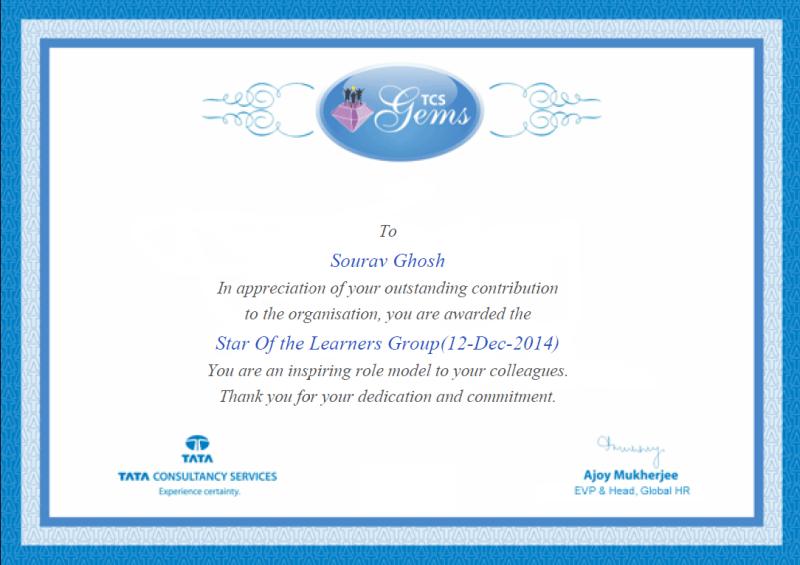 TCS
Gems
To
Sourav Ghosh
In appreciation of your outstanding contribution
to the organisation, you are awarded the
Star Of the Learners Group(12-Dec-2014)
You are an inspiring role model to your colleagues.
Thank you for your dedication and commitment.
TATA
TATA CONSULTANCY SERVICES
Experience certainty.
Ajoy Mukherjee
EVP & Head, Global HR